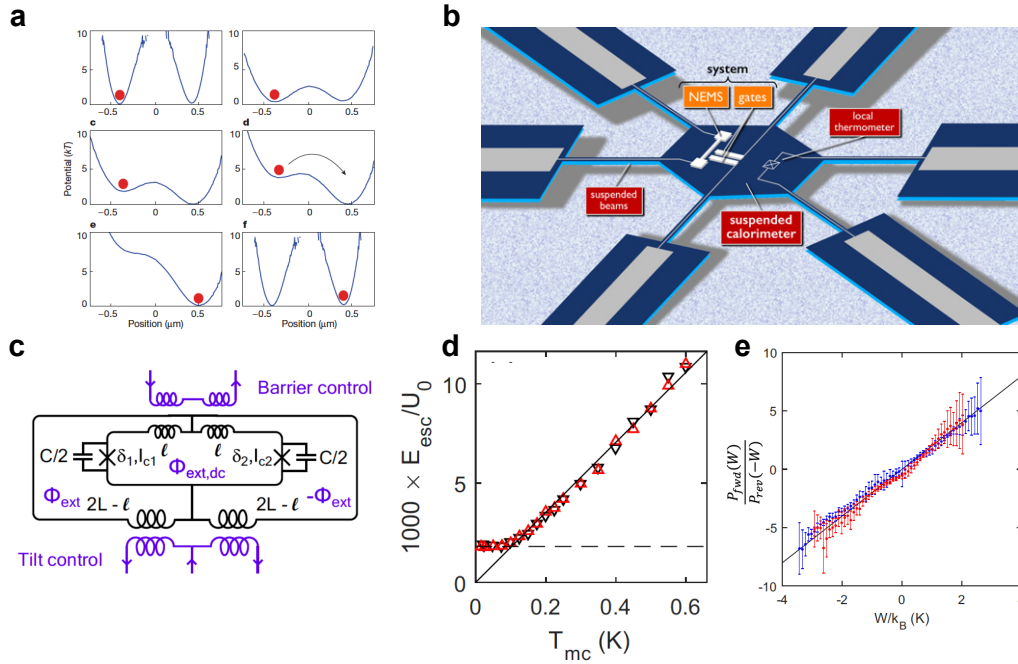 a
10
5
0
−0.5
0
0.5
10
5
0
−0.5
0
0.5
c
d
Potential (kT)
10
5
0
−0.5
0
0.5
10
5
0
−0.5
0
0.5
e
f
10
5
0
−0.5
0
0.5
10
5
0
−0.5
0
0.5
Position (μm)
Position (μm)
b
system
NEMS
gates
local
thermometer
suspended
beams
suspended
calorimeter
c
Barrier control
C/2
δ1,Ic1
ℓ
ℓ
δ2,Ic2
C/2
Φext,dc
Φext
2L - ℓ
2L - ℓ
-Φext
Tilt control
d
1000 × Eesc/U0
10
5
0
0
0.2
0.4
0.6
Tmc (K)
e
Pfwd(W)
Prev(−W)
10
5
0
-5
-10
-4
-2
0
2
W/kB (K)